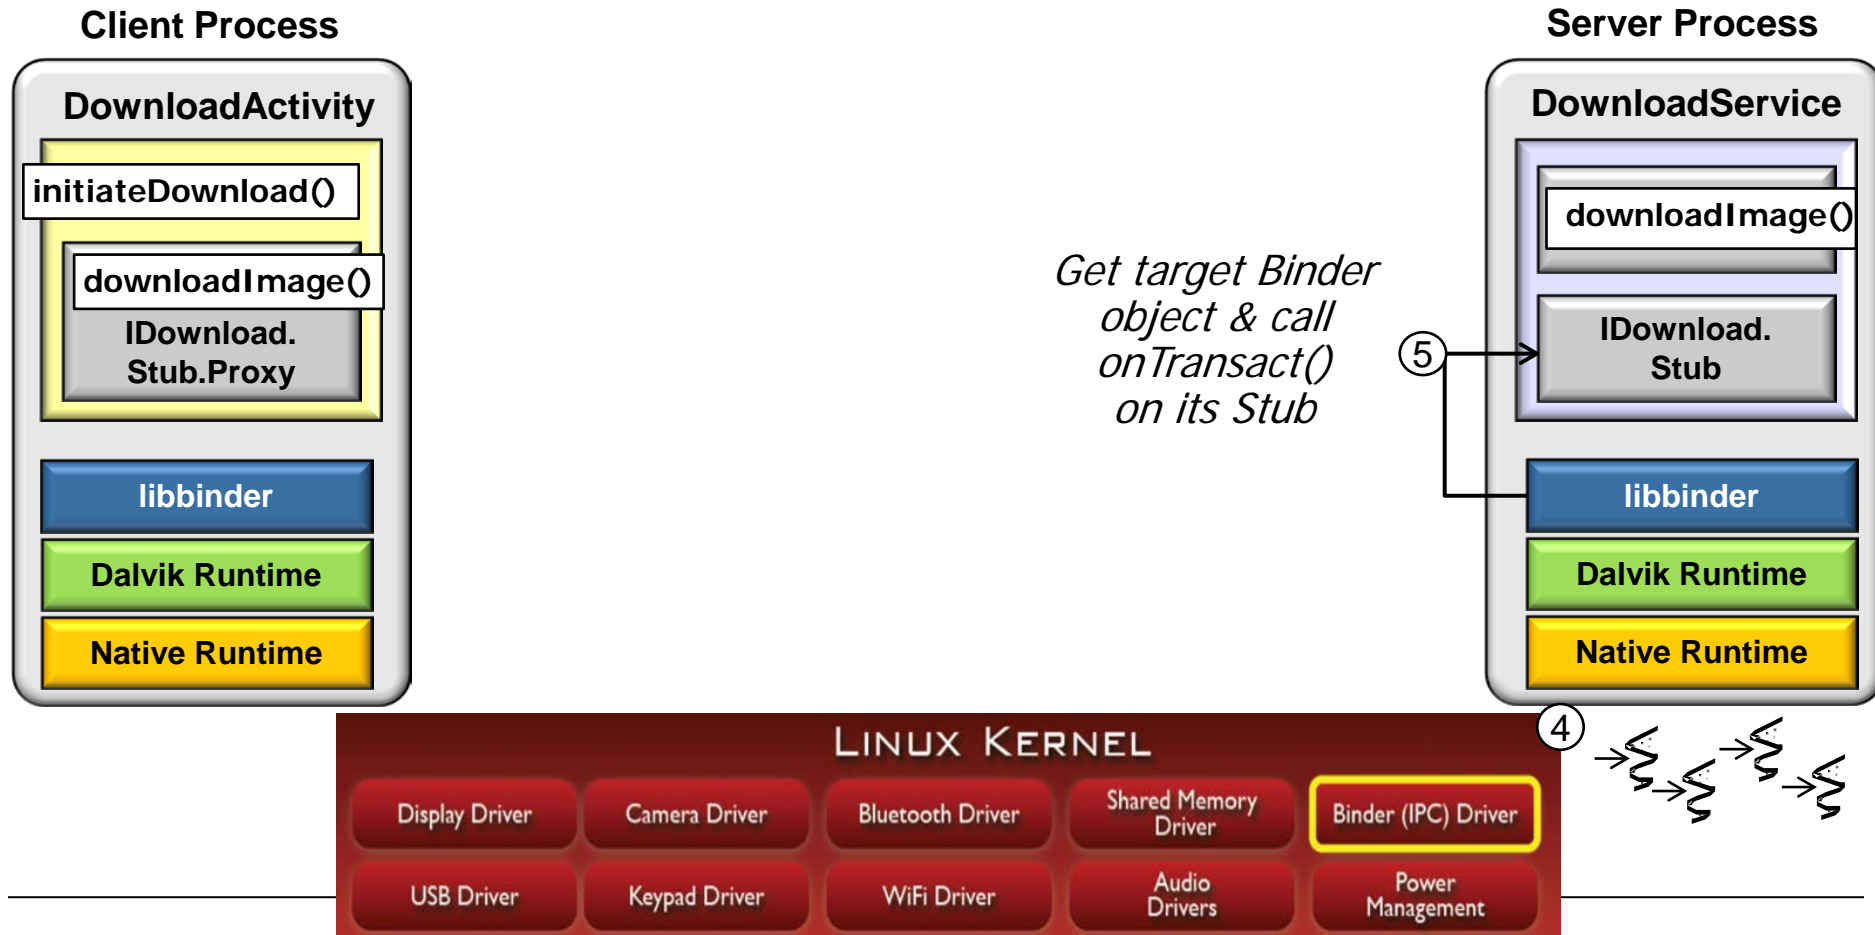 Client Process
DownloadActivity
initiateDownload()
downloadImage()
IDownload.
Stub.Proxy
libbinder
Dalvik Runtime
Native Runtime
Get target Binder
object & call
onTransact()
on its Stub
5
Server Process
DownloadService
downloadImage()
IDownload.
Stub
libbinder
Dalvik Runtime
Native Runtime
4
LINUX KERNEL
Display Driver
Camera Driver
Bluetooth Driver
Shared Memory
Driver
Binder (IPC) Driver
USB Driver
Keypad Driver
WiFi Driver
Audio
Drivers
Power
Management